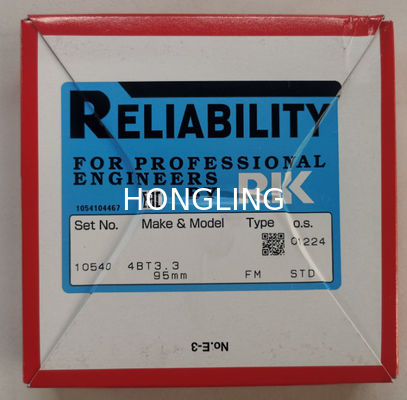 RELIABILITY
FOR PROFESSIONAL
ENGINEERS
1054104467
HONGLING
RIK
Set No. Make & Model Type o.s.
01224
10540 4BT3.3 FM STD
95mm
No.E-3